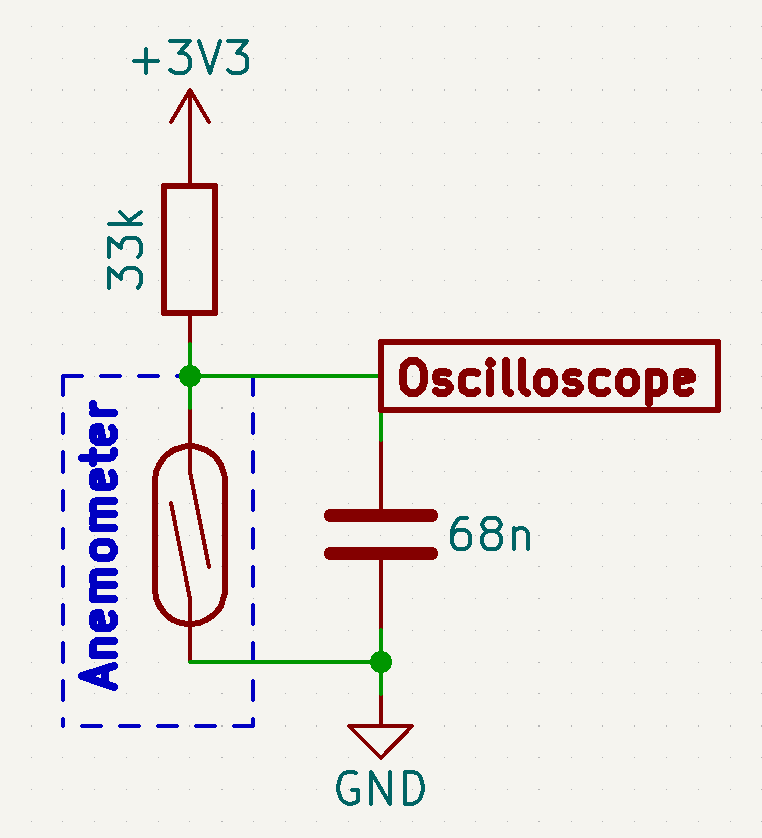 +3V3
33k
Oscilloscope
Anemometer
68n
GND